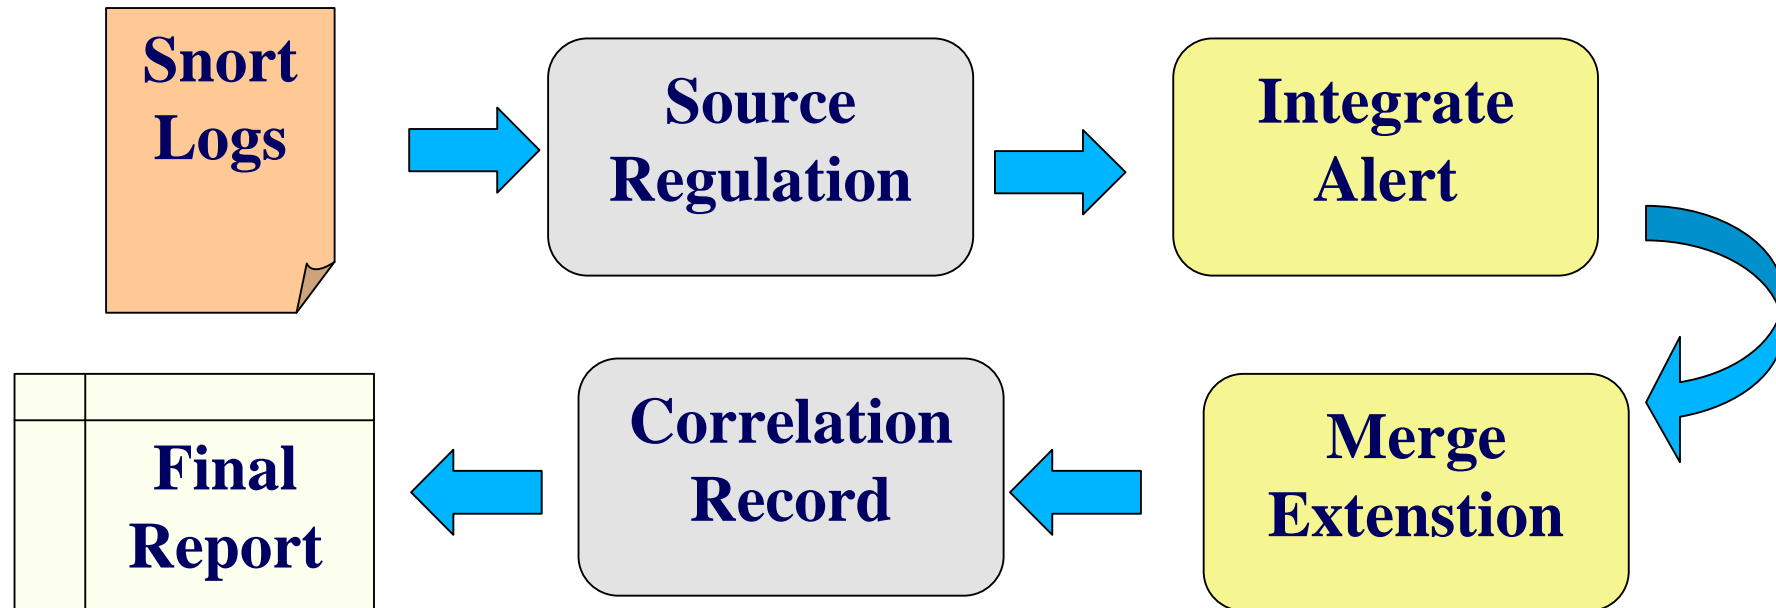 Snort
Logs
Source
Regulation
Integrate
Alert
Merge
Extenstion
Correlation
Record
Final
Report